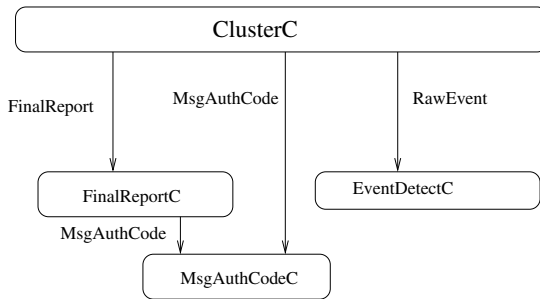 ClusterC
FinalReport
MsgAuthCode
RawEvent
FinalReportC
EventDetectC
MsgAuthCode
MsgAuthCodeC